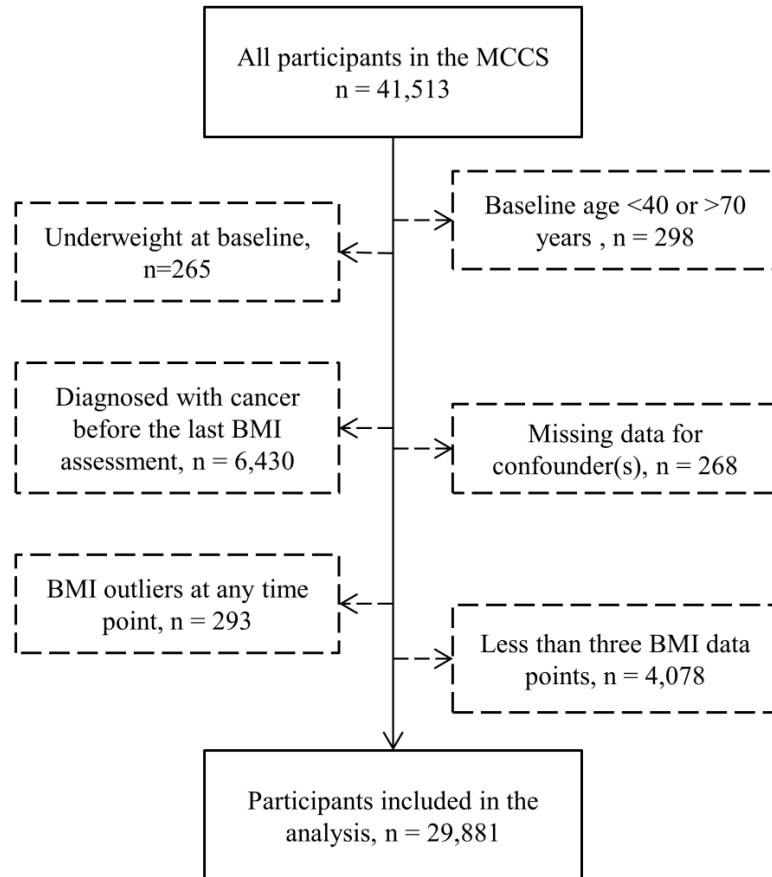 All participants in the MCCS
n = 41,513
Baseline age <40 or >70
years , n = 298
Underweight at baseline,
n=265
Diagnosed with cancer
before the last BMI
assessment, n = 6,430
Missing data for
confounder(s), n = 268
BMI outliers at any time
point, n = 293
Less than three BMI data
points, n = 4,078
Participants included in the
analysis, n = 29,881